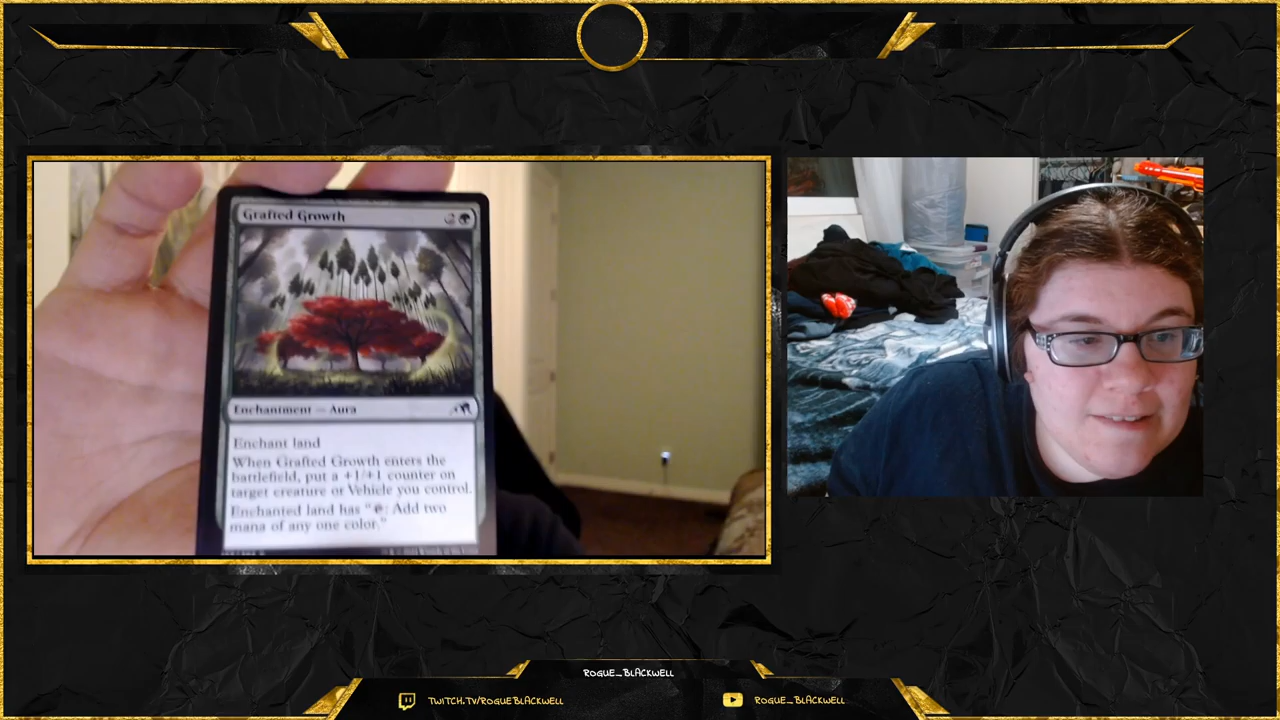 Grafted Growth
Enchantment — Aura
Enchant land
When Grafted Growth enters the
battlefield, put a +1/+1 counter on
target creature or Vehicle you control.
Enchanted land has “: Add two
mana of any one color.”
ROGUE_BLACKWELL
TWITCH.TV/ROGUEBLACKWELL
ROGUE_BLACKWELL